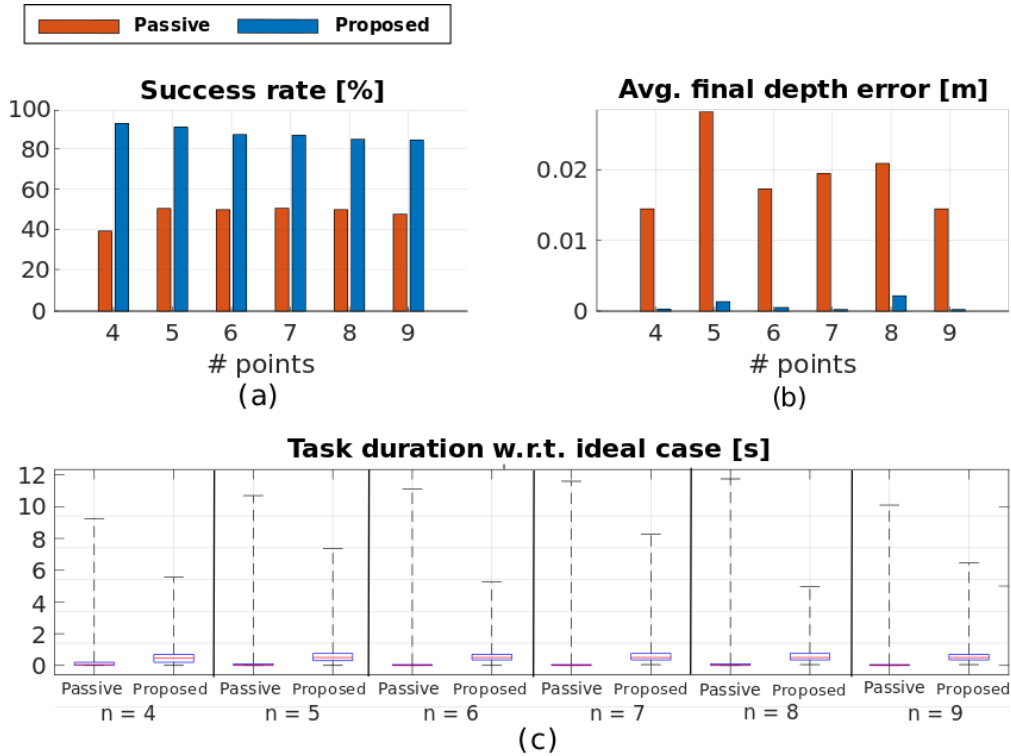 Passive Proposed
Success rate [%]
100
80
60
40
20
0
4 5 6 7 8 9
# points
(a)
Avg. final depth error [m]
0.02
0.01
0
4 5 6 7 8 9
# points
(b)
Task duration w.r.t. ideal case [s]
12
10
8
6
4
2
0
Passive Proposed Passive Proposed Passive Proposed Passive Proposed Passive Proposed Passive Proposed
n = 4 n = 5 n = 6 n = 7 n = 8 n = 9
(c)